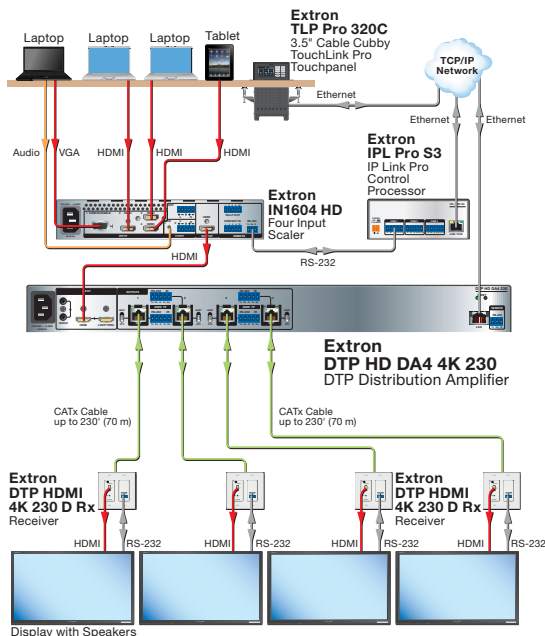 Laptop
Laptop
Laptop
Tablet
Extron
TLP Pro 320C
3.5" Cable Cubby
TouchLink Pro
Touchpanel
TCP/IP
Network
Ethernet
Ethernet
Ethernet
Audio
VGA
HDMI
HDMI
HDMI
Extron
IPL Pro S3
IP Link Pro
Control
Processor
Extron
IN1604 HD
Four Input
Scaler
HDMI
RS-232
DTP HD DA4 230
Extron
DTP HD DA4 4K 230
DTP Distribution Amplifier
CATx Cable
up to 230' (70 m)
CATx Cable
up to 230' (70 m)
Extron
DTP HDMI
4K 230 D Rx
Receiver
Extron
DTP HDMI
4K 230 D Rx
Receiver
HDMI
RS-232
HDMI
RS-232
HDMI
RS-232
HDMI
RS-232
Display with Speakers